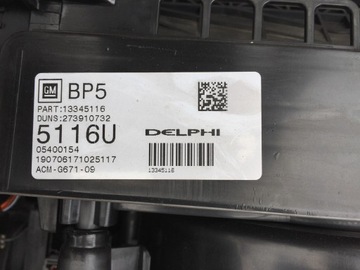 GM BP5
PART:13345116
DUNS:273910732
5116U
DELPHI
05400154
190706171025117
ACM-G671-09
13345116